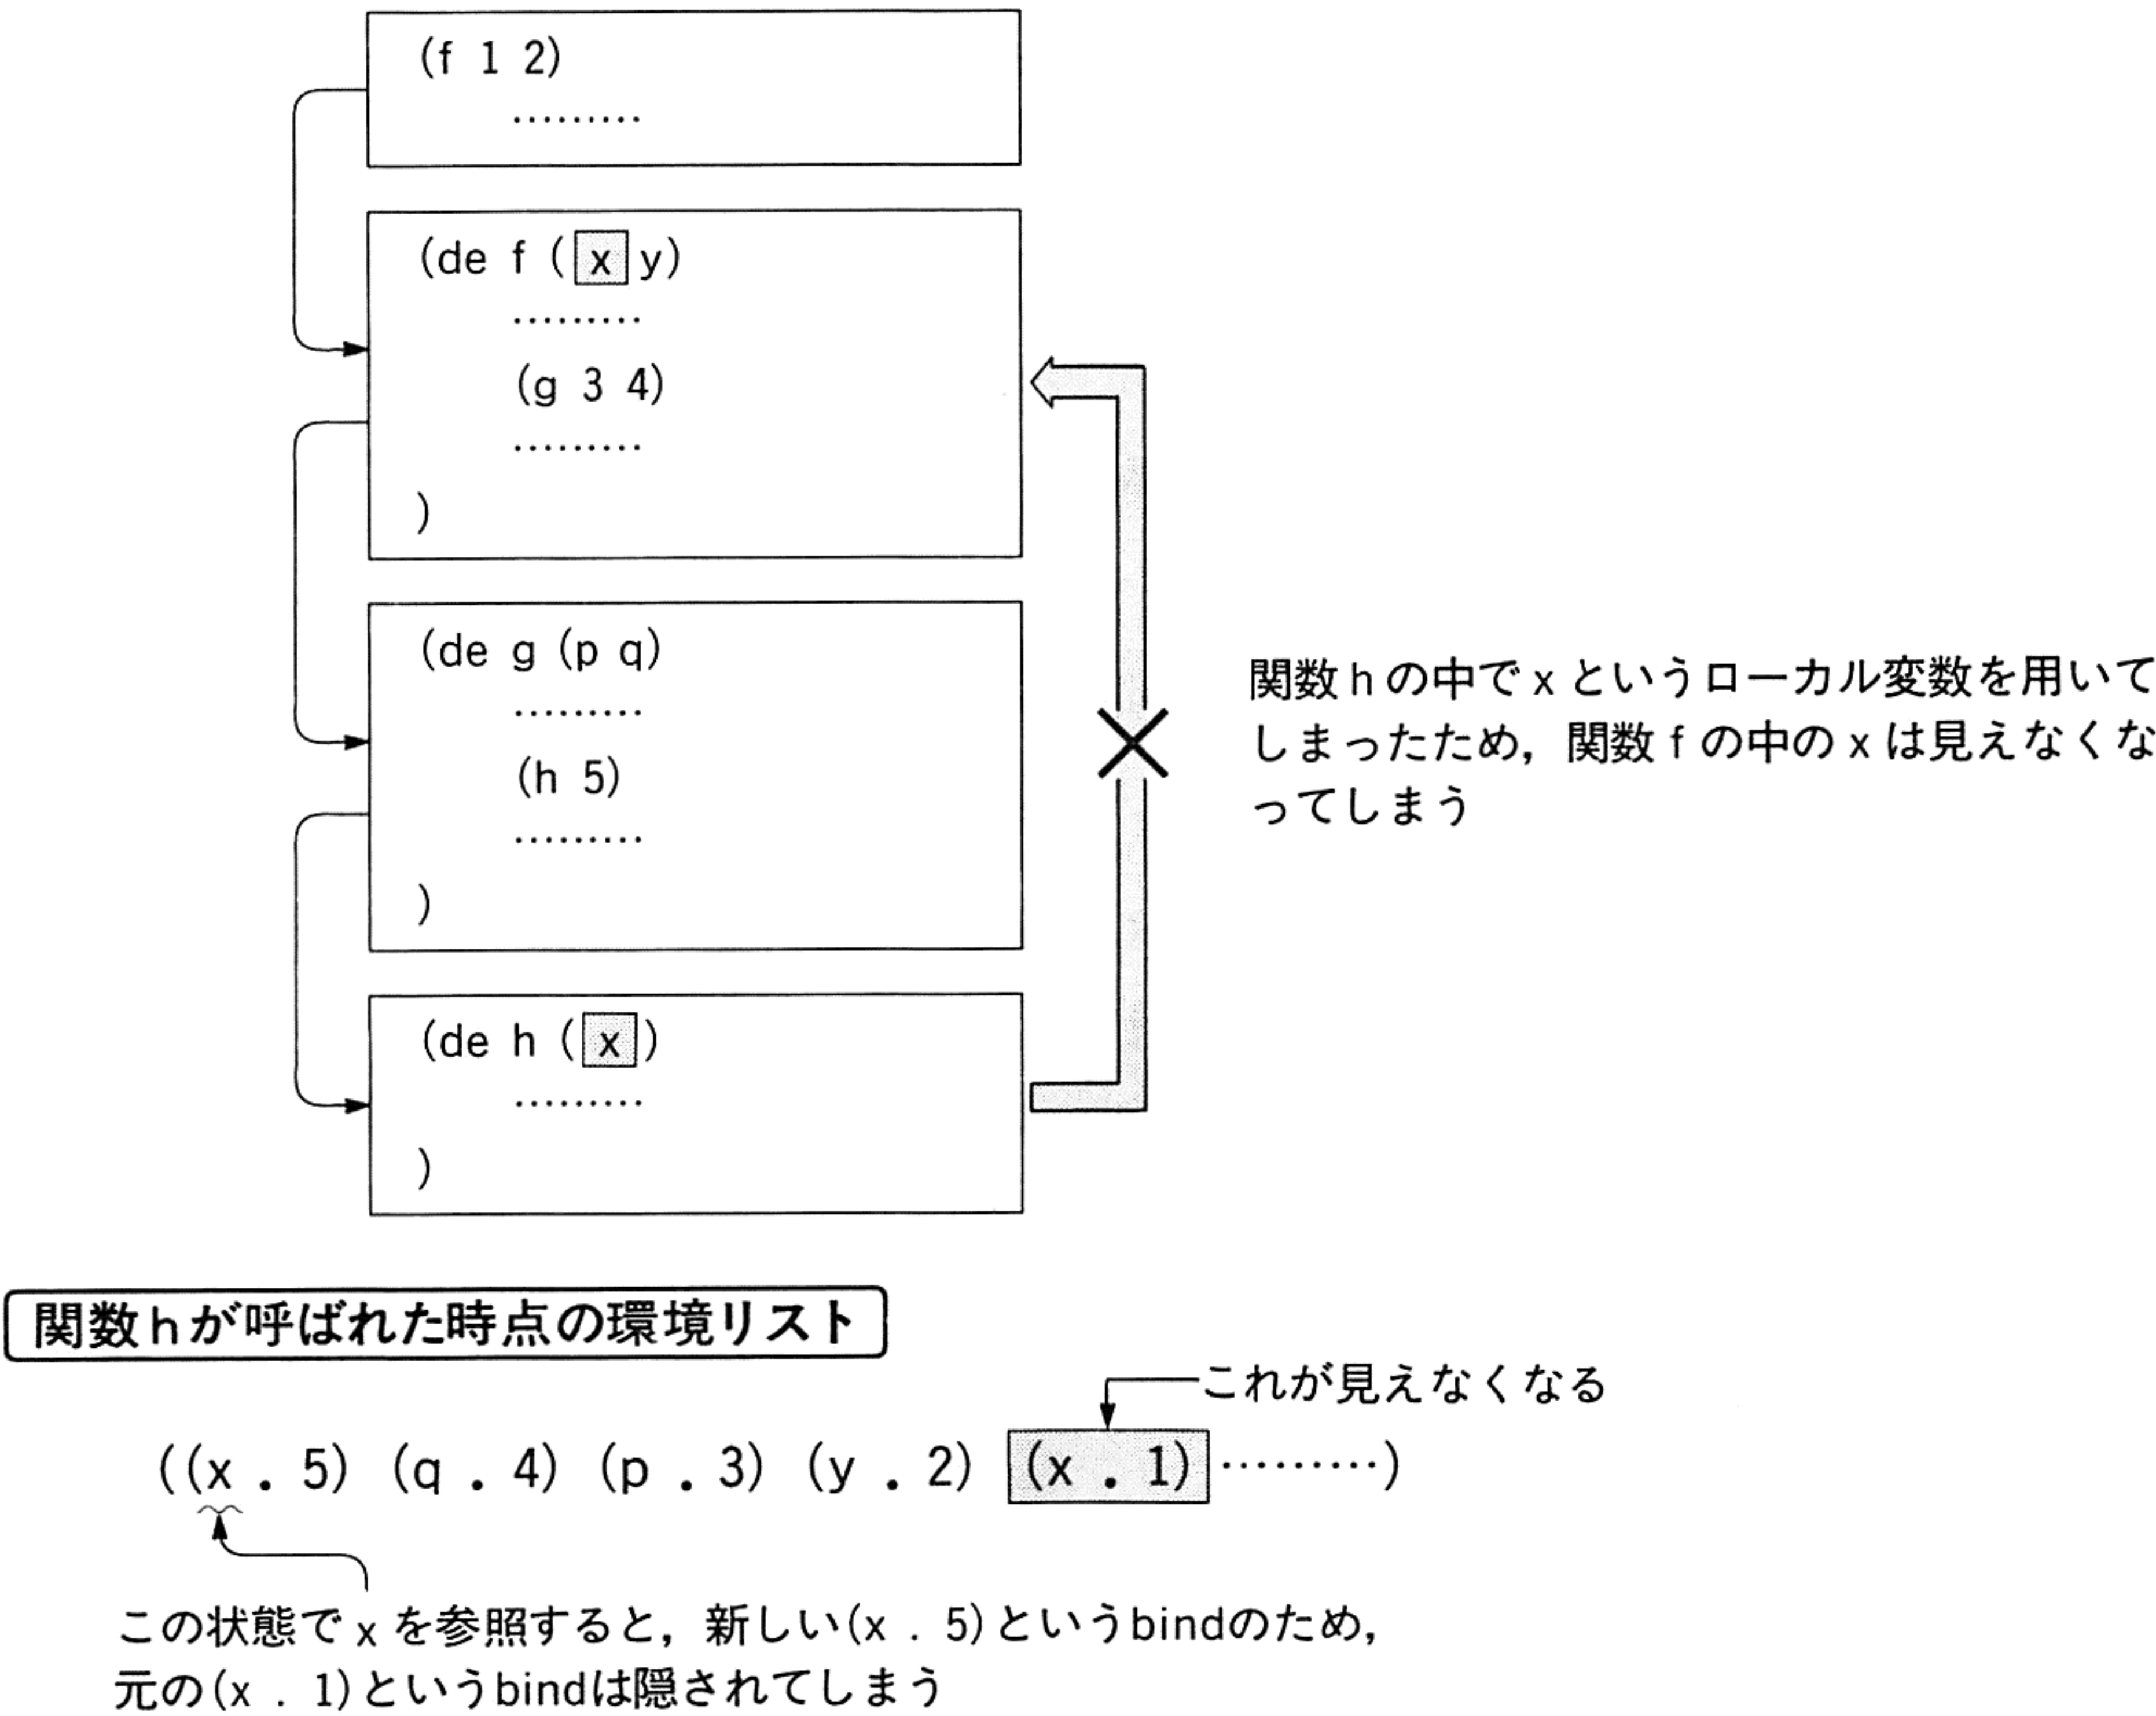 (f 1 2)
………
(de f ( x y)
………
(g 3 4)
………
)
(de g (p q)
………
(h 5)
………
)
(de h ( x )
………
)
関数hの中でxというローカル変数を用いて
しまったため，関数fの中のxは見えなくな
ってしまう
関数hが呼ばれた時点の環境リスト
これが見えなくなる
((x . 5) (q . 4) (p . 3) (y . 2) (x . 1) ………)
この状態でxを参照すると，新しい(x . 5)というbindのため，
元の(x . 1)というbindは隠されてしまう